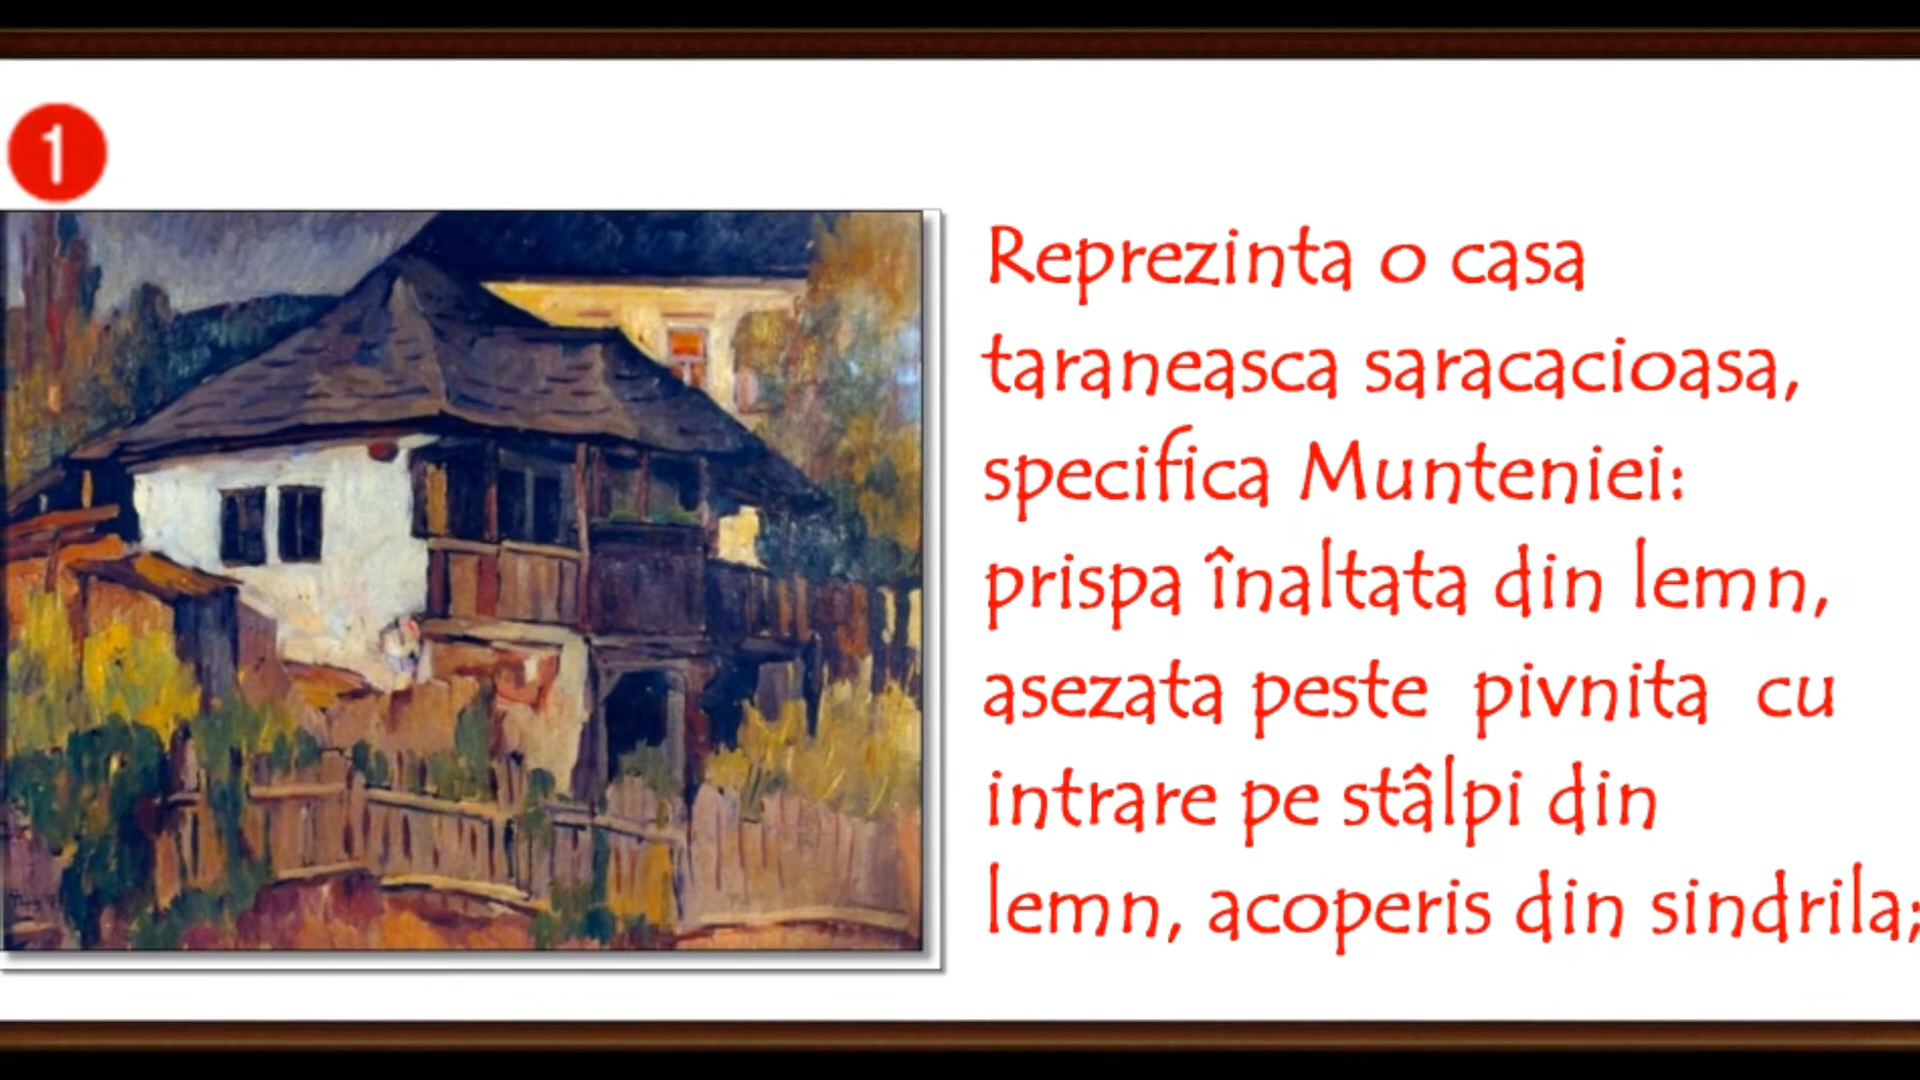 1
Reprezinta o casa
taraneasca saracacioasa,
specifica Munteniei:
prispa înaltata din lemn,
asezata peste pivnita cu
intrare pe stâlpi din
lemn, acoperis din sindrila;